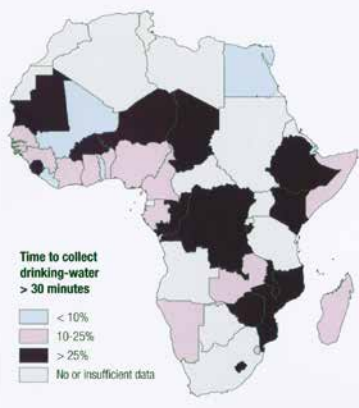 Time to collect
drinking-water
> 30 minutes
< 10%
10-25%
> 25%
No or insufficient data